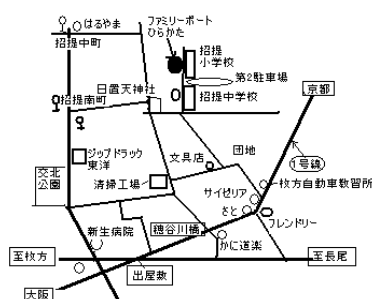 はるやま
ファミリーポート
ひらかた
招提中町
招提
小学校
日置天神社
第2駐車場
招提南町
招提中学校
京都
ジップドラック
東洋
文具店
団地
1号線
交北
公園
清掃工場
サイゼリア
枚方自動車教習所
さと
フレンドリー
新生病院
穂谷川橋
かに道楽
至枚方
至長尾
出屋敷
大阪